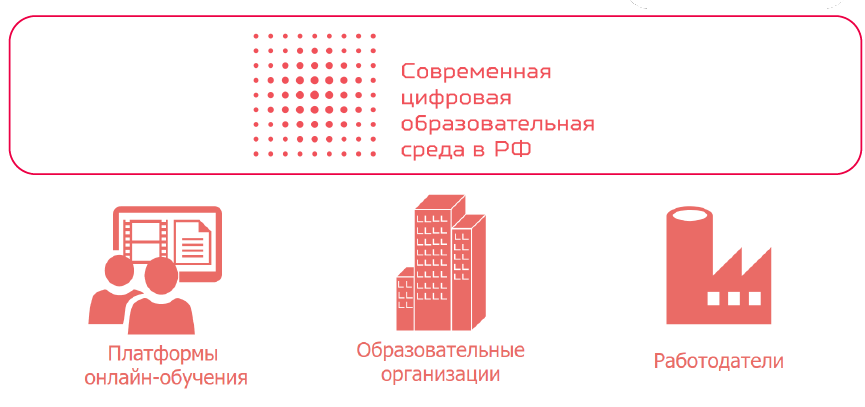 Современная
цифровая
образовательная
среда в РФ
Платформы
онлайн-обучения
Образовательные
организации
Работодатели